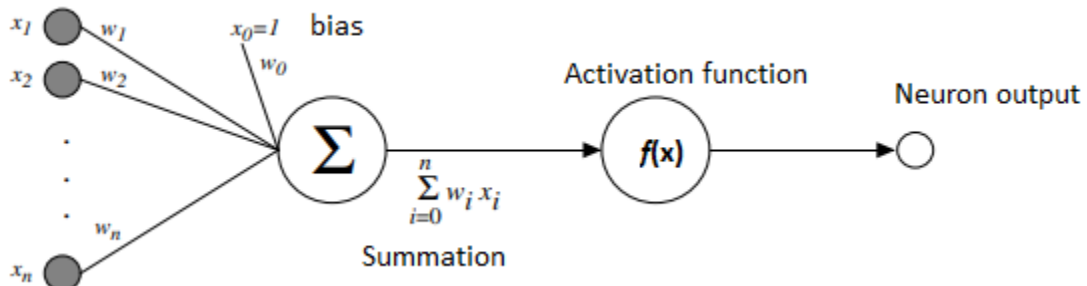 x1
w1
x0=1
bias
w0
x2
w2
Activation function
Neuron output
Σ
f(x)
.
.
.
n
Σ wi xi
i=0
wn
Summation
xn